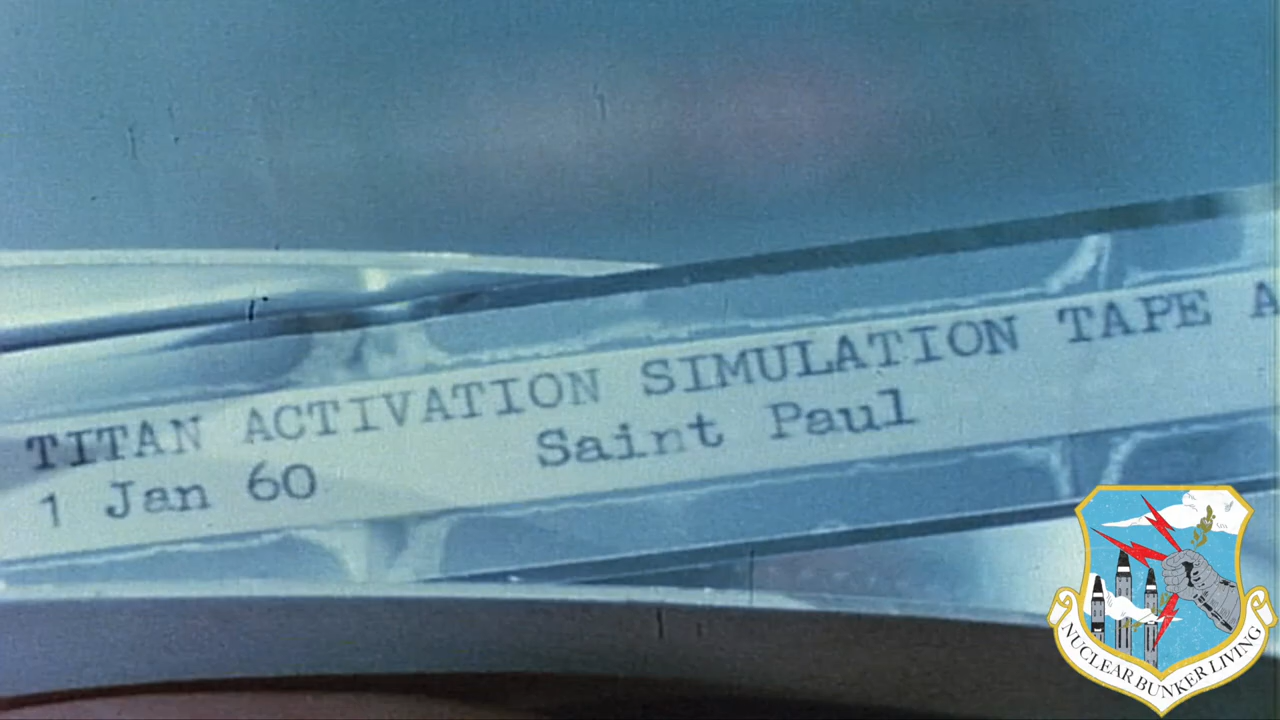 TITAN ACTIVATION SIMULATION TAPE A
1 Jan 60 Saint Paul
NUCLEAR BUNKER LIVING